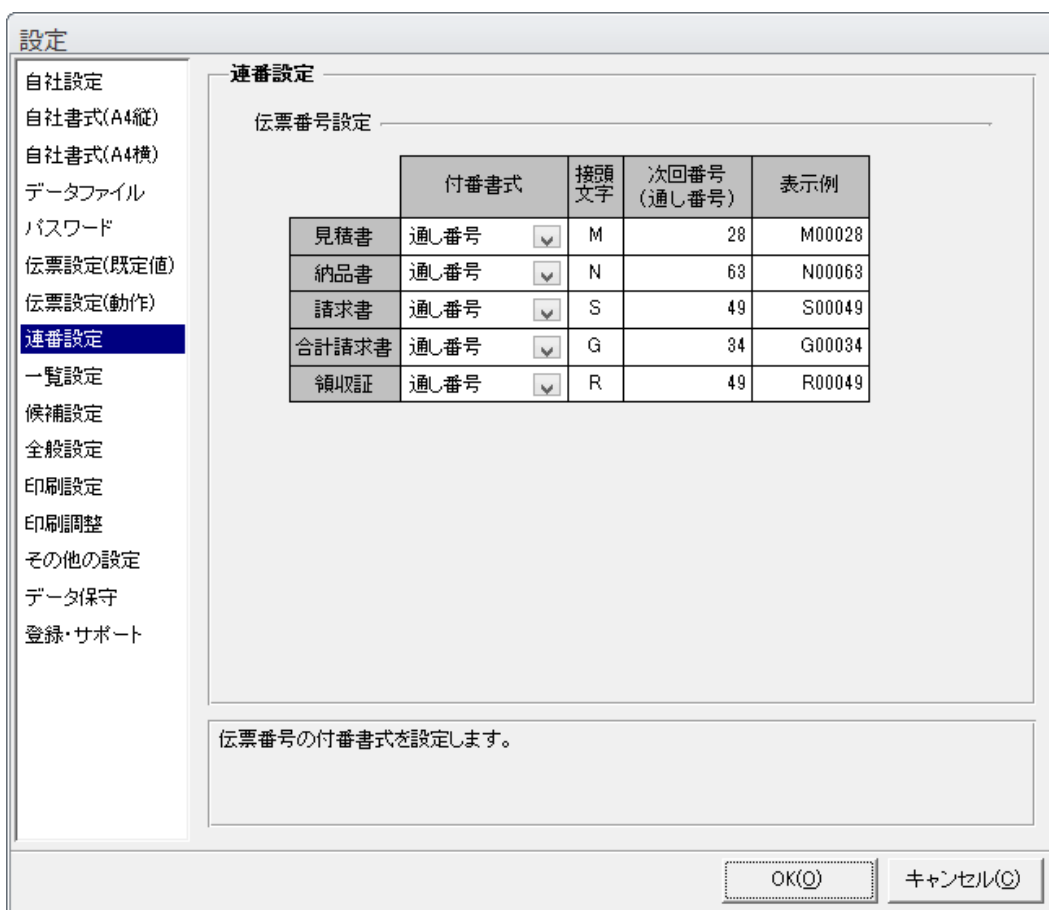 設定
自社設定
自社書式(A4縦)
自社書式(A4横)
データファイル
パスワード
伝票設定(既定値)
伝票設定(動作)
連番設定
一覧設定
候補設定
全般設定
印刷設定
印刷調整
その他の設定
データ保守
登録・サポート
連番設定
伝票番号設定
付番書式 接頭文字 次回番号(通し番号) 表示例
見積書 通し番号 M 28 M00028
納品書 通し番号 N 63 N00063
請求書 通し番号 S 49 S00049
合計請求書 通し番号 G 34 G00034
領収証 通し番号 R 49 R00049
伝票番号の付番書式を設定します。
OK(O) キャンセル(C)